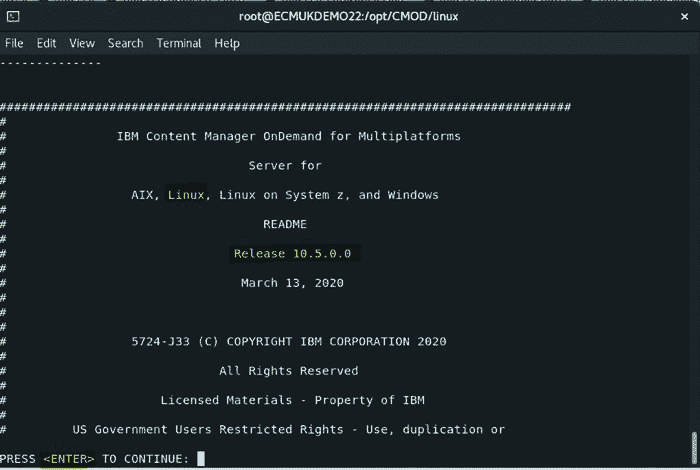 root@ECMUKDEMO22:/opt/CMOD/linux
File Edit View Search Terminal Help
--------------
##############################################################################
#
# IBM Content Manager OnDemand for Multiplatforms
#
# Server for
#
# AIX, Linux, Linux on System z, and Windows
#
# README
#
# Release 10.5.0.0
#
# March 13, 2020
#
#
#
# 5724-J33 (C) COPYRIGHT IBM CORPORATION 2020
#
# All Rights Reserved
#
# Licensed Materials - Property of IBM
#
# US Government Users Restricted Rights - Use, duplication or
PRESS <ENTER> TO CONTINUE: